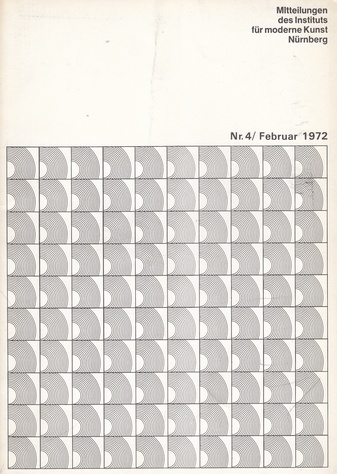 MItteilungen
des Instituts
für moderne Kunst
Nürnberg
Nr. 4/ Februar 1972